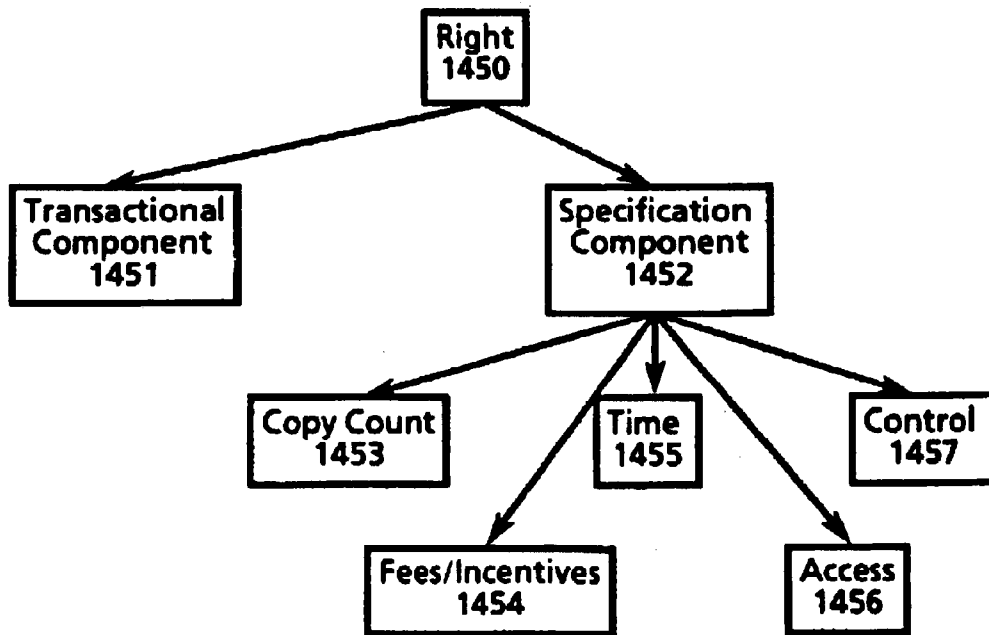 Right
1450
Transactional
Component
1451
Specification
Component
1452
Copy Count
1453
Time
1455
Control
1457
Fees/Incentives
1454
Access
1456